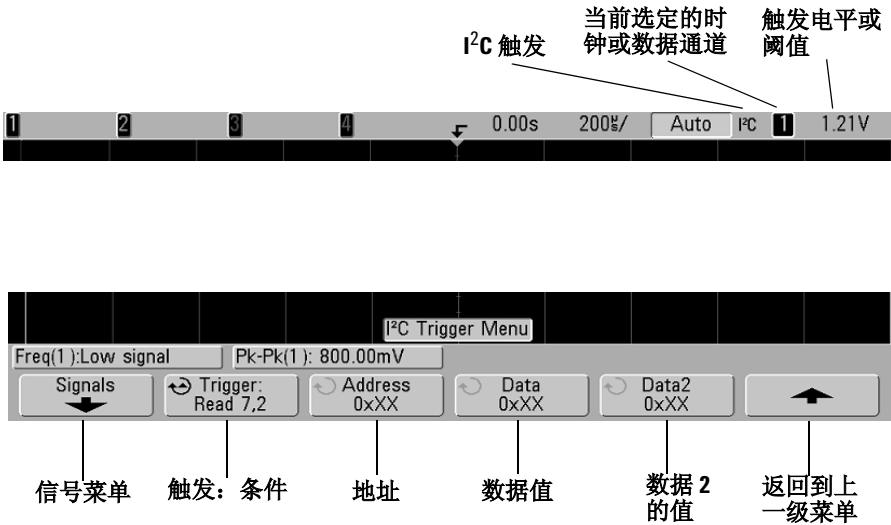 当前选定的时
钟或数据通道
触发电平或
阈值
I²C 触发
1 2 3 4 0.00s 200㎲/ Auto I²C 1 1.21V
I²C Trigger Menu
Freq(1):Low signal Pk-Pk(1): 800.00mV
Signals Trigger: Address Data Data2
Read 7,2 0xXX 0xXX 0xXX
信号菜单 触发：条件 地址 数据值
数据 2
的值
返回到上
一级菜单